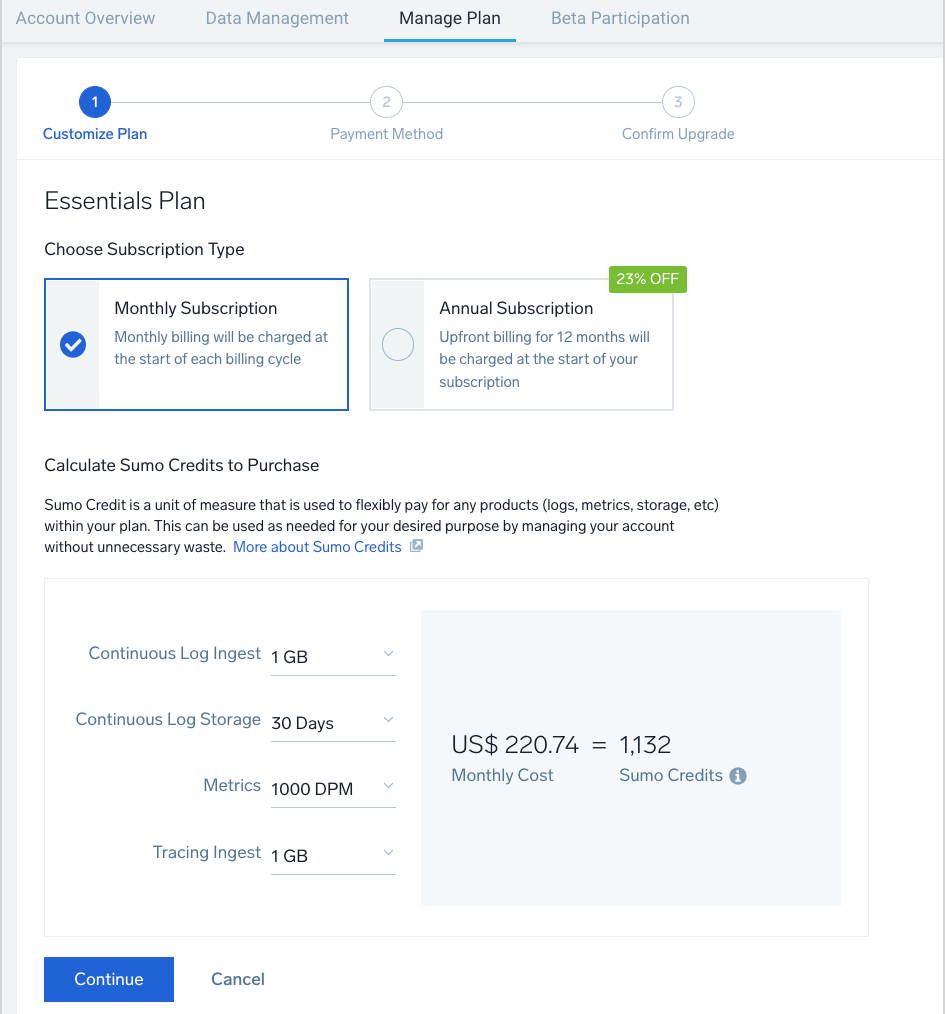 Account Overview Data Management Manage Plan Beta Participation
1 2 3
Customize Plan Payment Method Confirm Upgrade
Essentials Plan
Choose Subscription Type
23% OFF
Monthly Subscription
Monthly billing will be charged at
the start of each billing cycle
Annual Subscription
Upfront billing for 12 months will
be charged at the start of your
subscription
Calculate Sumo Credits to Purchase
Sumo Credit is a unit of measure that is used to flexibly pay for any products (logs, metrics, storage, etc)
within your plan. This can be used as needed for your desired purpose by managing your account
without unnecessary waste. More about Sumo Credits
Continuous Log Ingest 1 GB
Continuous Log Storage 30 Days
Metrics 1000 DPM
Tracing Ingest 1 GB
US$ 220.74 = 1,132
Monthly Cost Sumo Credits
Continue Cancel